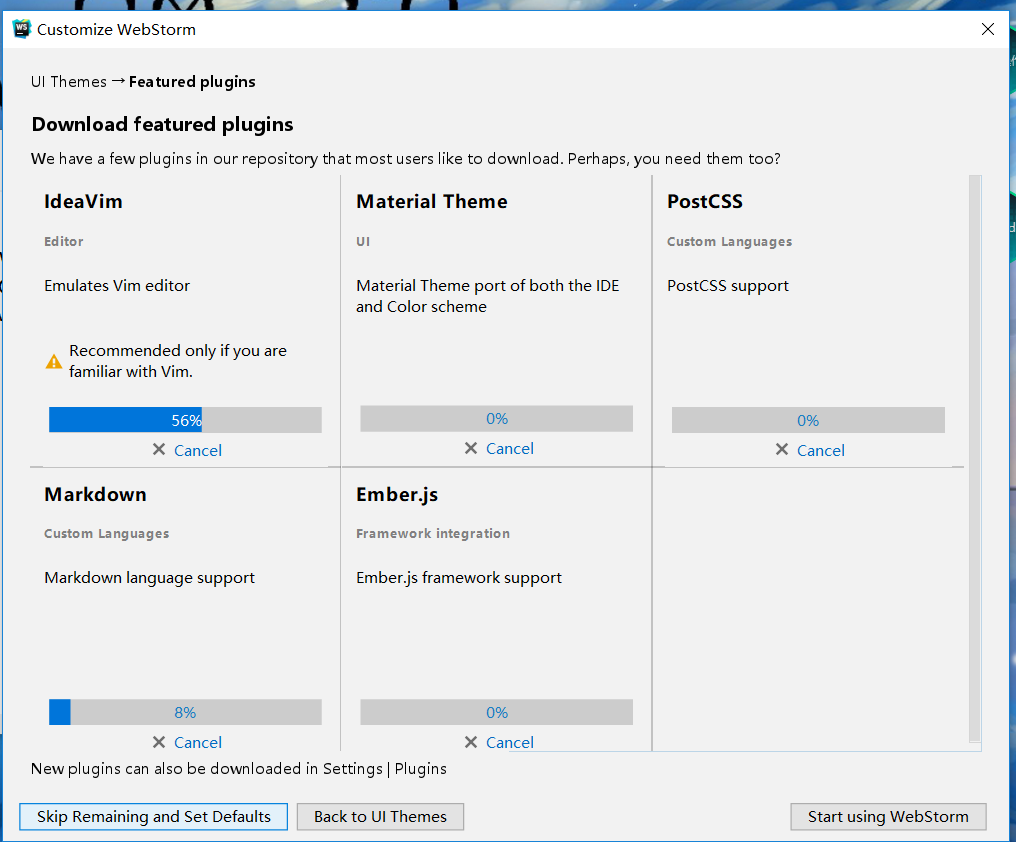 WS Customize WebStorm
UI Themes → Featured plugins
Download featured plugins
We have a few plugins in our repository that most users like to download. Perhaps, you need them too?
IdeaVim
Editor
Emulates Vim editor
Recommended only if you are
familiar with Vim.
56%
Cancel
Material Theme
UI
Material Theme port of both the IDE
and Color scheme
0%
Cancel
PostCSS
Custom Languages
PostCSS support
0%
Cancel
Markdown
Custom Languages
Markdown language support
8%
Cancel
Ember.js
Framework integration
Ember.js framework support
0%
Cancel
New plugins can also be downloaded in Settings | Plugins
Skip Remaining and Set Defaults
Back to UI Themes
Start using WebStorm